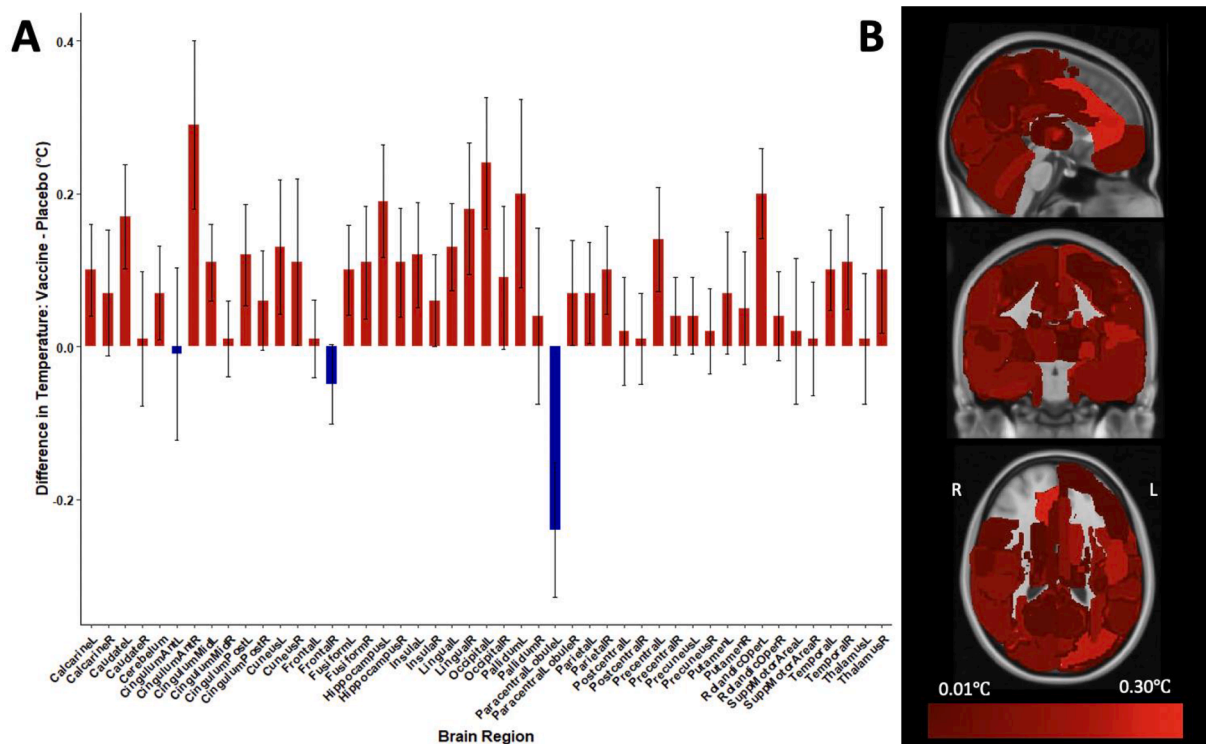 A
B
Difference in Temperature: Vaccine - Placebo (°C)
0.4
0.2
0.0
-0.2
CalcarineL
CalcarineR
CaudateL
CaudateR
Cerebellum
CingulumAntL
CingulumAntR
CingulumMidL
CingulumMidR
CingulumPostL
CingulumPostR
CuneusL
CuneusR
FrontalL
FrontalR
FusiformL
FusiformR
HippocampusL
HippocampusR
InsulaL
InsulaR
LingualL
LingualR
OccipitalL
OccipitalR
PallidumL
PallidumR
ParacentralLobuleL
ParacentralLobuleR
ParietalL
ParietalR
PostcentralL
PostcentralR
PrecentralL
PrecentralR
PrecuneusL
PrecuneusR
PutamenL
PutamenR
RolandicOperL
RolandicOperR
SuppMotorAreaL
SuppMotorAreaR
TemporalL
TemporalR
ThalamusL
ThalamusR
Brain Region
R
L
0.01°C
0.30°C